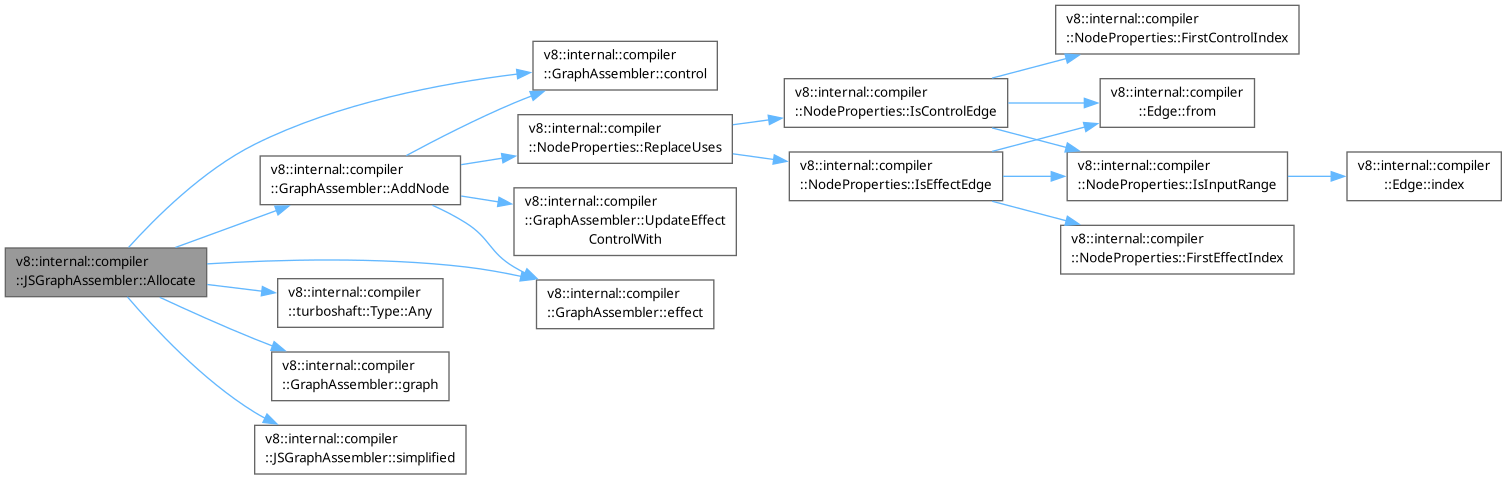 v8::internal::compiler
::JSGraphAssembler::Allocate
v8::internal::compiler
::GraphAssembler::AddNode
v8::internal::compiler
::turboshaft::Type::Any
v8::internal::compiler
::GraphAssembler::graph
v8::internal::compiler
::JSGraphAssembler::simplified
v8::internal::compiler
::GraphAssembler::control
v8::internal::compiler
::NodeProperties::ReplaceUses
v8::internal::compiler
::GraphAssembler::UpdateEffect
ControlWith
v8::internal::compiler
::GraphAssembler::effect
v8::internal::compiler
::NodeProperties::IsControlEdge
v8::internal::compiler
::NodeProperties::IsEffectEdge
v8::internal::compiler
::NodeProperties::FirstControlIndex
v8::internal::compiler
::Edge::from
v8::internal::compiler
::NodeProperties::IsInputRange
v8::internal::compiler
::NodeProperties::FirstEffectIndex
v8::internal::compiler
::Edge::index